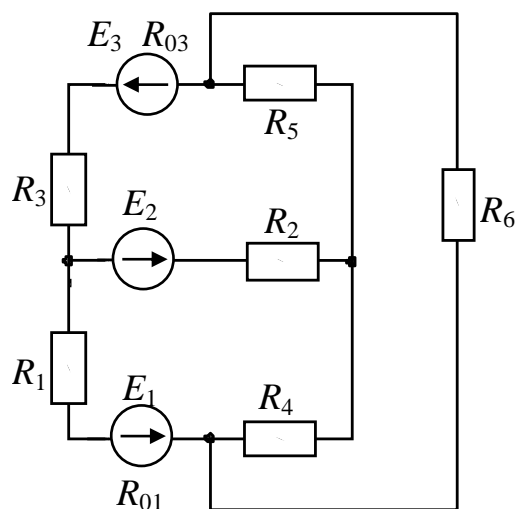 E₃ R₀₃
R₅
R₃
E₂
R₂
R₆
R₁
E₁
R₄
R₀₁